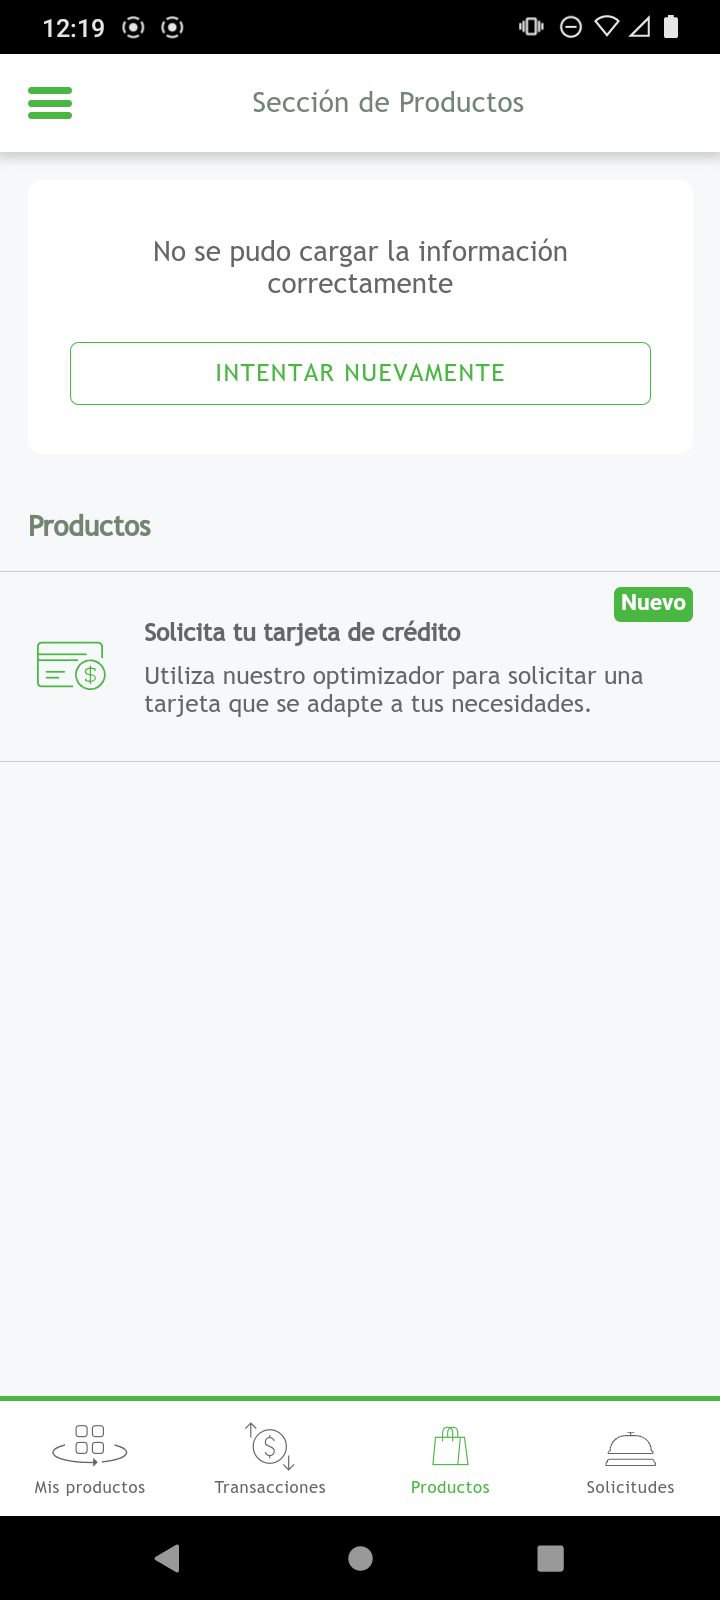 12:19
Sección de Productos
No se pudo cargar la información
correctamente
INTENTAR NUEVAMENTE
Productos
Nuevo
Solicita tu tarjeta de crédito
Utiliza nuestro optimizador para solicitar una
tarjeta que se adapte a tus necesidades.
Mis productos
Transacciones
Productos
Solicitudes